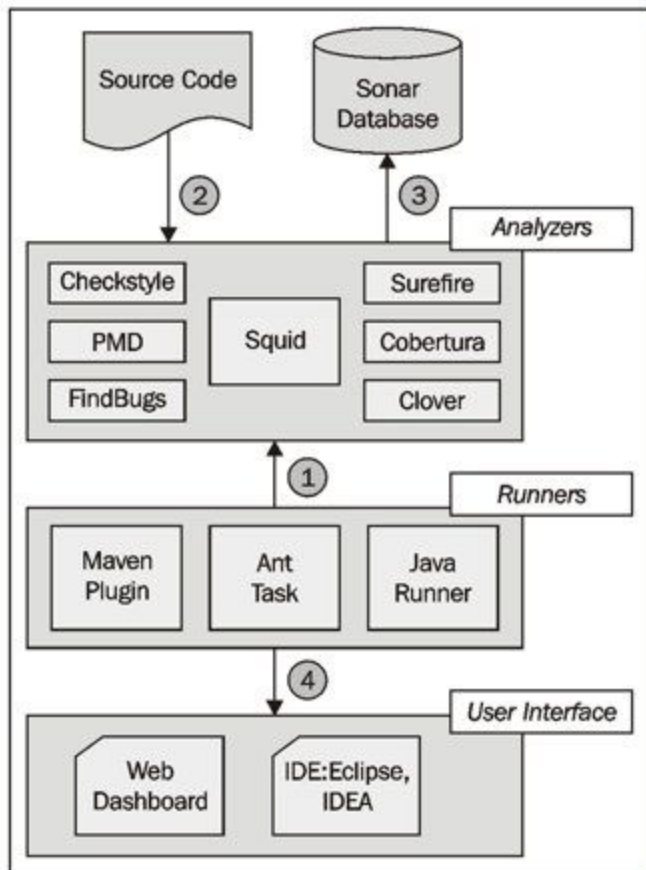 Source Code
Sonar
Database
2
3
Analyzers
Checkstyle
PMD
FindBugs
Squid
Surefire
Cobertura
Clover
1
Runners
Maven
Plugin
Ant
Task
Java
Runner
4
User Interface
Web
Dashboard
IDE:Eclipse,
IDEA